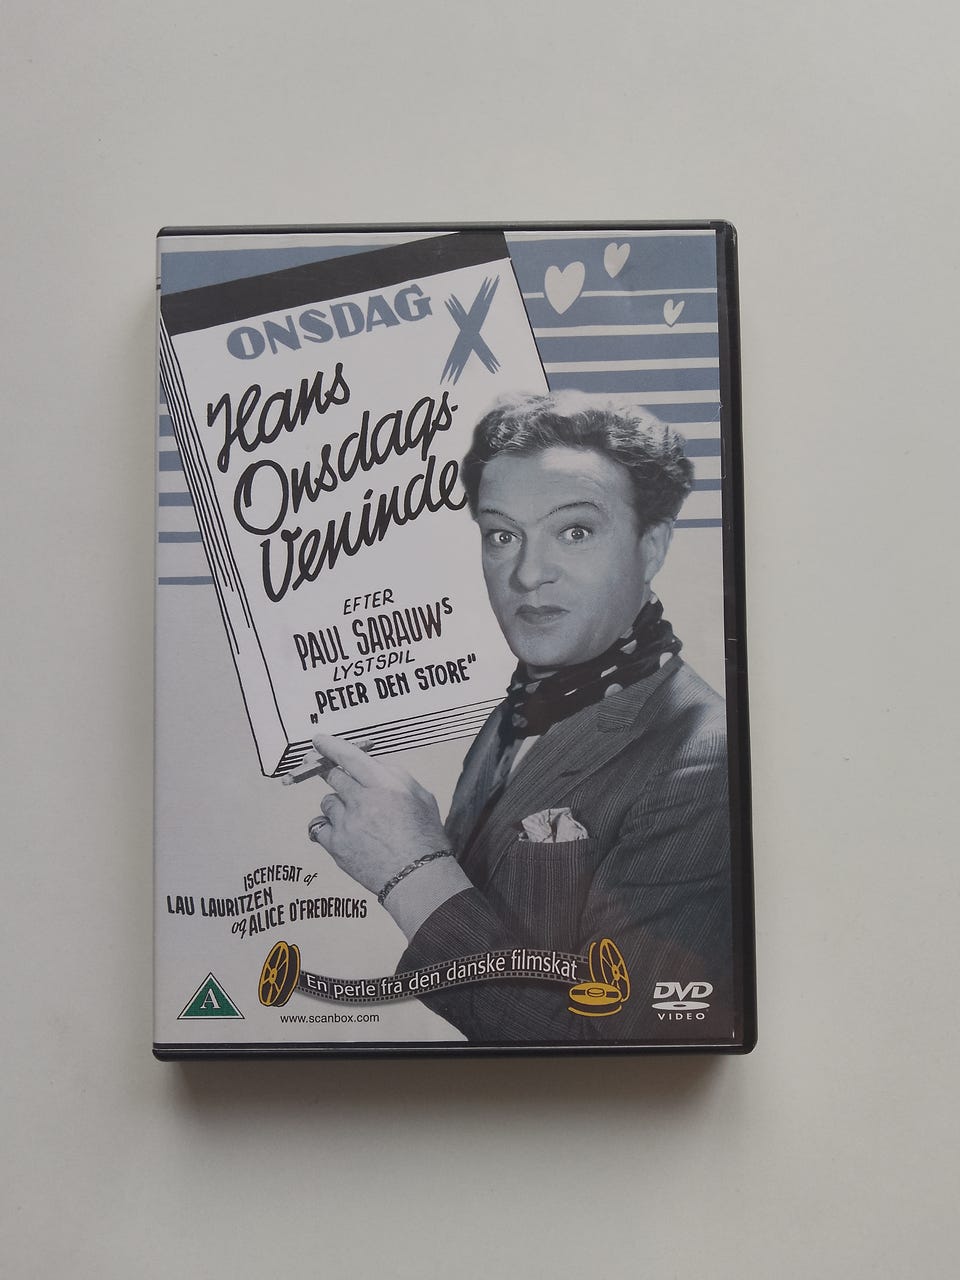 ONSDAG X
Hans
Onsdags-
Veninde
EFTER
PAUL SARAUWs
LYSTSPIL
„PETER DEN STORE"
ISCENESAT af
LAU LAURITZEN
og ALICE O'FREDERICKS
En perle fra den danske filmskat
A
www.scanbox.com
DVD
VIDEO